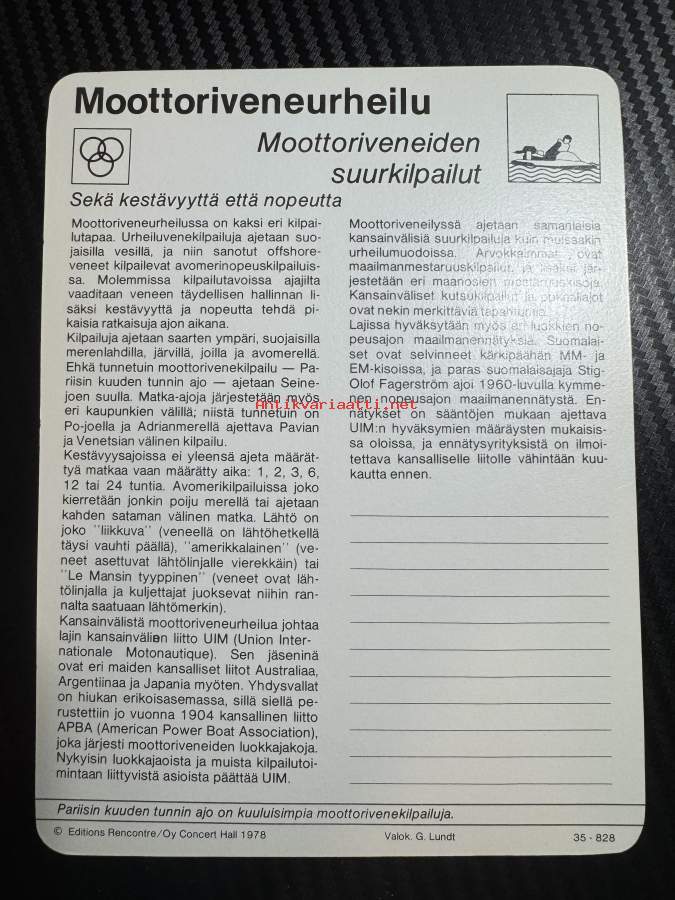 Moottoriveneurheilu
Moottoriveneiden
suurkilpailut
Sekä kestävyyttä että nopeutta
Moottoriveneurheilussa on kaksi eri kilpai-
lutapaa. Urheiluvenekilpailuja ajetaan suo-
jaisilla vesillä, ja niin sanotut offshore-
veneet kilpailevat avomerinopeuskilpailuis-
sa. Molemmissa kilpailutavoissa ajajilta
vaaditaan veneen täydellisen hallinnan li-
säksi kestävyyttä ja nopeutta tehdä pi-
kaisia ratkaisuja ajon aikana.
Kilpailuja ajetaan saarten ympäri, suojaisilla
merenlahdilla, järvillä, joilla ja avomerellä.
Ehkä tunnetuin moottorivenekilpailu — Pa-
riisin kuuden tunnin ajo — ajetaan Seine-
joen suulla. Matka-ajoja järjestetään myös
eri kaupunkien välillä; niistä tunnetuin on
Po-joella ja Adrianmerellä ajettava Pavian
ja Venetsian välinen kilpailu.
Kestävyysajoissa ei yleensä ajeta määrät-
tyä matkaa vaan määrätty aika: 1, 2, 3, 6,
12 tai 24 tuntia. Avomerikilpailuissa joko
kierretään jonkin poiju merellä tai ajetaan
kahden sataman välinen matka. Lähtö on
joko "liikkuva" (veneellä on lähtöhetkellä
täysi vauhti päällä), "amerikkalainen" (ve-
neet asettuvat lähtölinjalle vierekkäin) tai
"Le Mansin tyyppinen" (veneet ovat läh-
tölinjalla ja kuljettajat juoksevat niihin ran-
nalta saatuaan lähtömerkin).
Kansainvälistä moottoriveneurheilua johtaa
lajin kansainvälien liitto UIM (Union Inter-
nationale Motonautique). Sen jäseninä
ovat eri maiden kansalliset liitot Australiaa,
Argentiinaa ja Japania myöten. Yhdysvallat
on hiukan erikoisasemassa, sillä siellä pe-
rustettiin jo vuonna 1904 kansallinen liitto
APBA (American Power Boat Association),
joka järjesti moottoriveneiden luokkajakoja.
Nykyisin luokkajaoista ja muista kilpailutoi-
mintaan liittyvistä asioista päättää UIM.
Moottoriveneilyssä ajetaan samanlaisia
kansainvälisiä suurkilpailuja kuin muissakin
urheilumuodoissa. Arvokkaimmat ovat
maailmanmestaruuskilpailut, ja lisäksi jär-
jestetään eri maanosien mestaruuskisoja.
Kansainväliset kutsukilpailut ja palkintoajot
ovat nekin merkittäviä tapahtumia.
Lajissa hyväksytään myös eri luokkien no-
peusajon maailmanennätyksiä. Suomalai-
set ovat selvinneet kärkipäähän MM- ja
EM-kisoissa, ja paras suomalaisajaja Stig-
Olof Fagerström ajoi 1960-luvulla kymme-
nen nopeusajon maailmanennätystä. En-
nätykset on sääntöjen mukaan ajettava
UIM:n hyväksymien määräysten mukaisis-
sa oloissa, ja ennätysyrityksistä on ilmoi-
tettava kansalliselle liitolle vähintään kuu-
kautta ennen.
Antikvariaatti.net
Pariisin kuuden tunnin ajo on kuuluisimpia moottorivenekilpailuja.
© Editions Rencontre/Oy Concert Hall 1978
Valok. G. Lundt
35 - 828